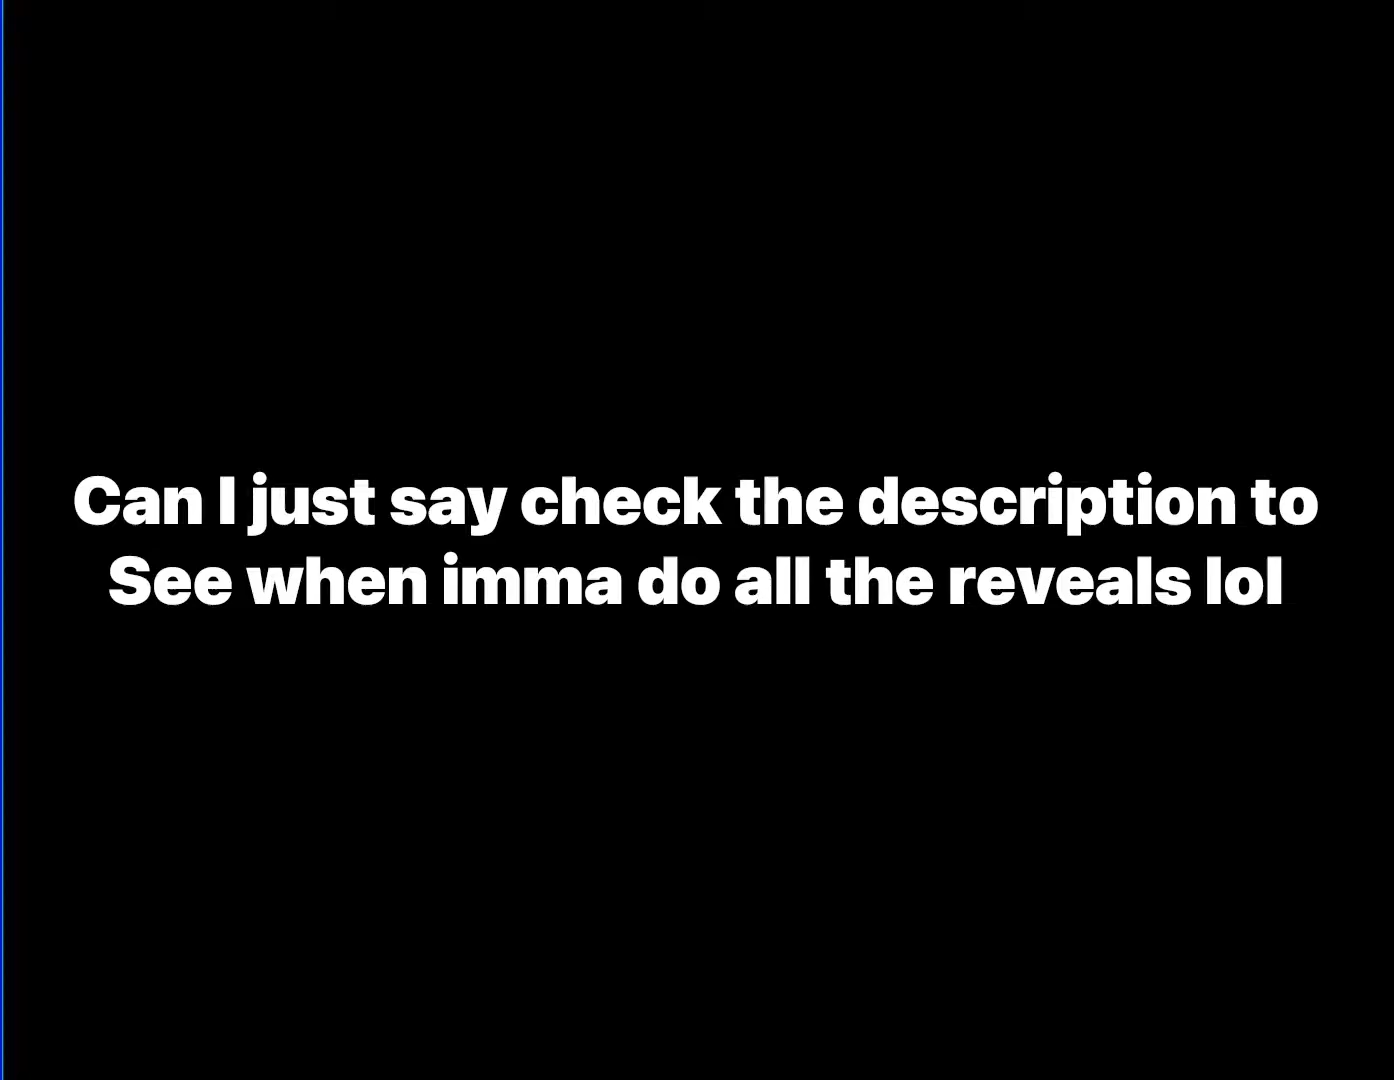 Can I just say check the description to
See when imma do all the reveals lol